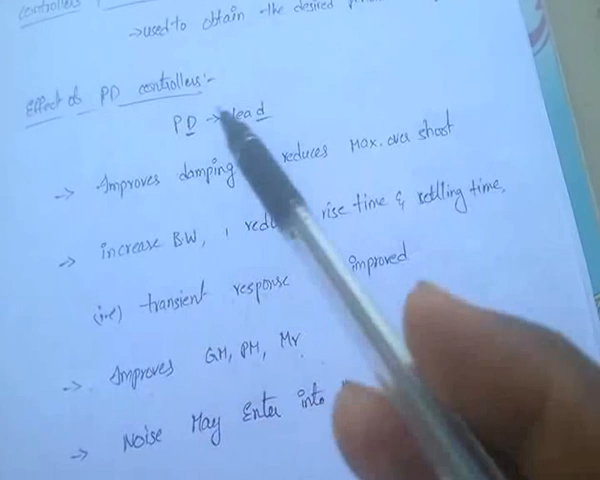 controllers :
→used to obtain the desired
Effect of PD controllers:-
PD → lead
→ Improves damping reduces Max. over shoot
→ increase BW, rise time & settling time,
(i.e) transient response improved
→ Improves GM, PM, Mr
→ Noise May Enter into